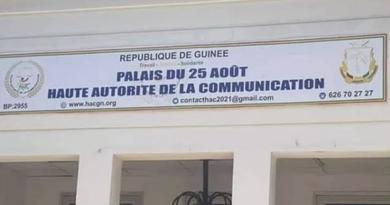 REPUBLIQUE DE GUINEE
Travail - Justice - Solidarité
PALAIS DU 25 AOÛT
HAUTE AUTORITE DE LA COMMUNICATION
BP:2955 www.hacgn.org contacthac2021@gmail.com 626 70 27 27